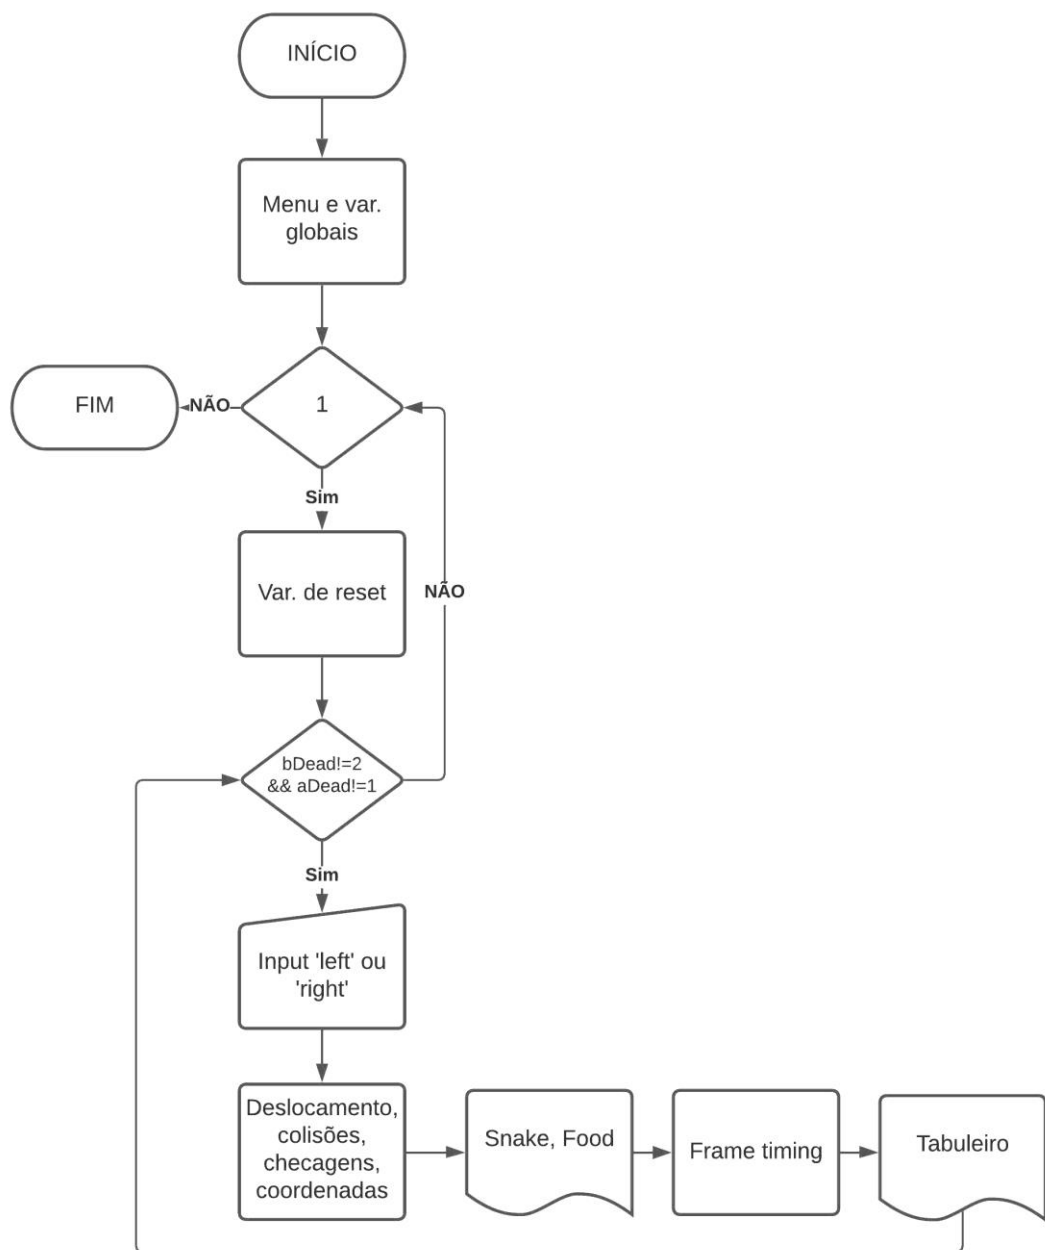 INÍCIO
Menu e var.
globais
FIM
NÃO
1
Sim
Var. de reset
NÃO
bDead!=2
&& aDead!=1
Sim
Input 'left' ou
'right'
Deslocamento,
colisões,
checagens,
coordenadas
Snake, Food
Frame timing
Tabuleiro